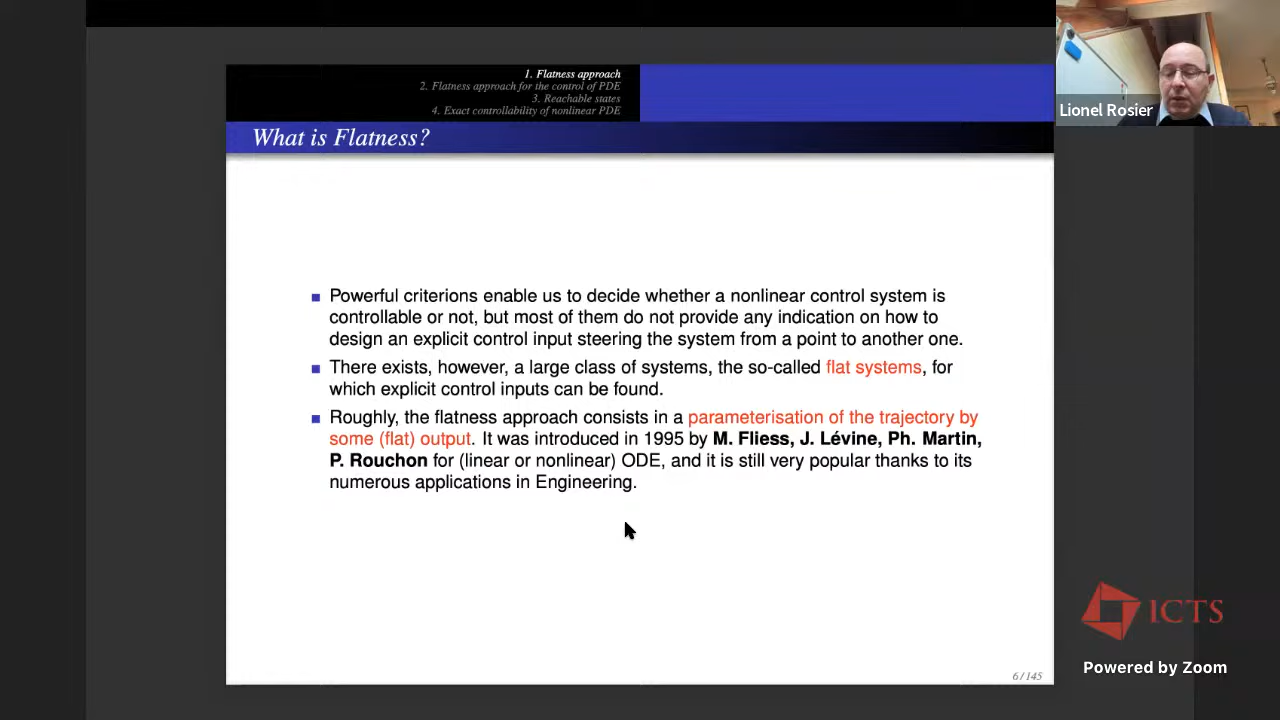 1. Flatness approach
2. Flatness approach for the control of PDE
3. Reachable states
4. Exact controllability of nonlinear PDE
What is Flatness?
Powerful criterions enable us to decide whether a nonlinear control system is
controllable or not, but most of them do not provide any indication on how to
design an explicit control input steering the system from a point to another one.
There exists, however, a large class of systems, the so-called flat systems, for
which explicit control inputs can be found.
Roughly, the flatness approach consists in a parameterisation of the trajectory by
some (flat) output. It was introduced in 1995 by M. Fliess, J. Lévine, Ph. Martin,
P. Rouchon for (linear or nonlinear) ODE, and it is still very popular thanks to its
numerous applications in Engineering.
6/145
Lionel Rosier
ICTS
Powered by Zoom